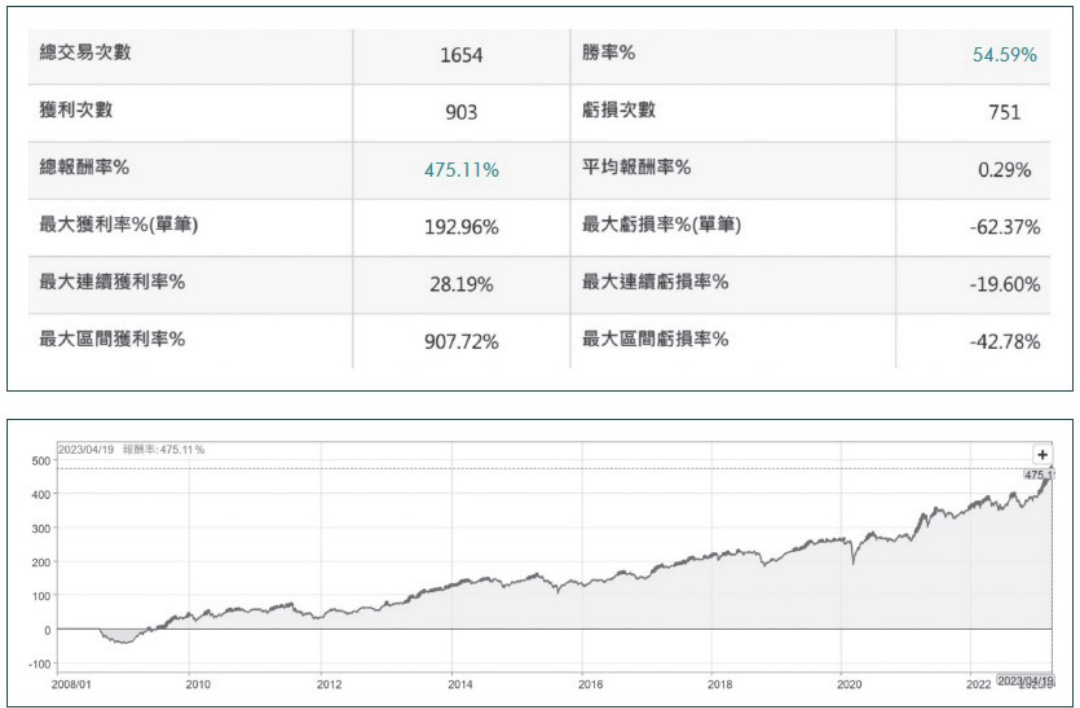 總交易次數 1654 勝率% 54.59%
獲利次數 903 虧損次數 751
總報酬率% 475.11% 平均報酬率% 0.29%
最大獲利率%(單筆) 192.96% 最大虧損率%(單筆) -62.37%
最大連續獲利率% 28.19% 最大連續虧損率% -19.60%
最大區間獲利率% 907.72% 最大區間虧損率% -42.78%
2023/04/19 報酬率:475.11%
+
500
475.1
400
300
200
100
0
-100
2008/01 2010 2012 2014 2016 2018 2020 2022 2023/04/19